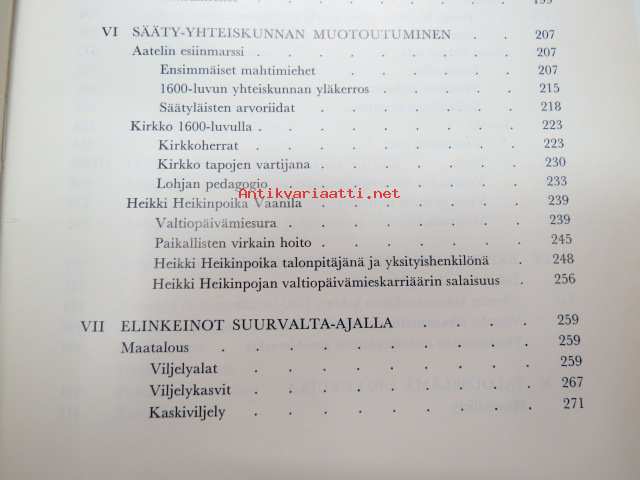 VI SÄÄTY-YHTEISKUNNAN MUOTOUTUMINEN . . 207
Aatelin esiinmarssi . . . . . . . . 207
Ensimmäiset mahtimiehet . . . . . 207
1600-luvun yhteiskunnan yläkerros . . . . 215
Säätyläisten arvoriidat . . . . . . 218
Kirkko 1600-luvulla . . . . . . . . 223
Kirkkoherrat . . . . . . . . 223
Kirkko tapojen vartijana . . . . . . 230
Lohjan pedagogio . . . . . . . 233
Antikvariaatti.net
Heikki Heikinpoika Vaanila . . . . . . 239
Valtiopäivämiesura . . . . . . . 239
Paikallisten virkain hoito . . . . . . 245
Heikki Heikinpoika talonpitäjänä ja yksityishenkilönä . 248
Heikki Heikinpojan valtiopäivämieskarriäärin salaisuus . 256
VII ELINKEINOT SUURVALTA-AJALLA . . . . 259
Maatalous . . . . . . . . . 259
Viljelyalat . . . . . . . . 259
Viljelykasvit . . . . . . . . 267
Kaskiviljely . . . . . . . . 271